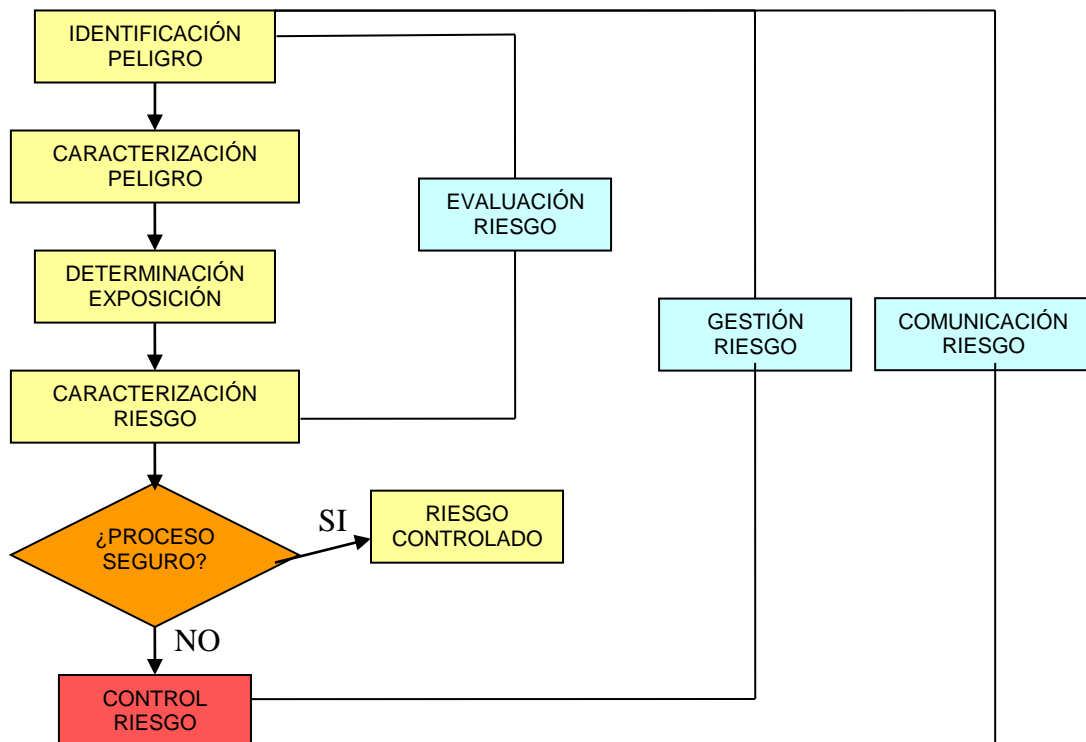 IDENTIFICACIÓN
PELIGRO
CARACTERIZACIÓN
PELIGRO
EVALUACIÓN
RIESGO
DETERMINACIÓN
EXPOSICIÓN
GESTIÓN
RIESGO
COMUNICACIÓN
RIESGO
CARACTERIZACIÓN
RIESGO
¿PROCESO
SEGURO?
SI
RIESGO
CONTROLADO
NO
CONTROL
RIESGO